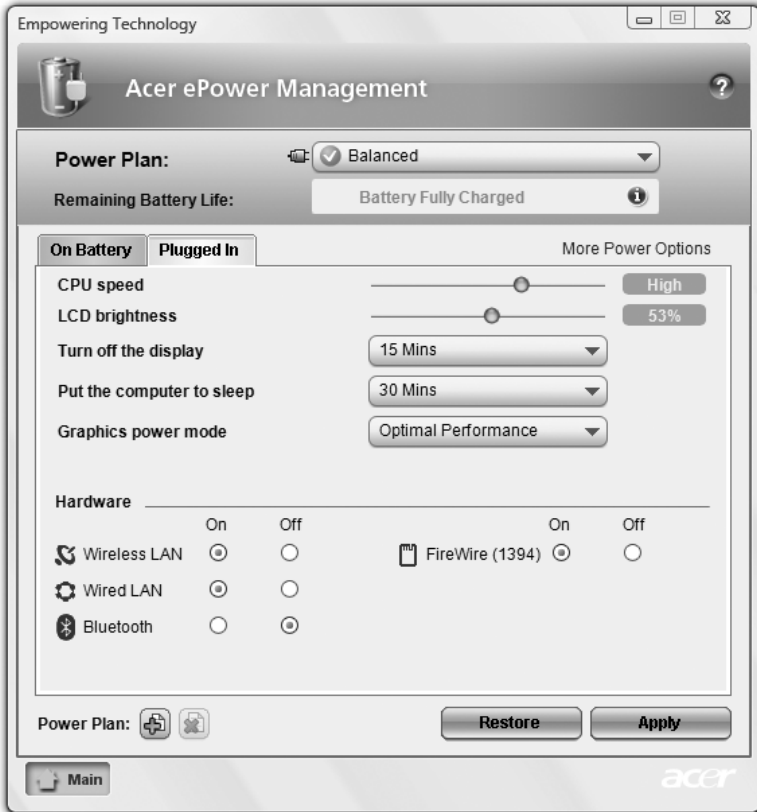 Empowering Technology
Acer ePower Management
?
Power Plan: Balanced
Remaining Battery Life: Battery Fully Charged i
On Battery Plugged In More Power Options
CPU speed High
LCD brightness 53%
Turn off the display 15 Mins
Put the computer to sleep 30 Mins
Graphics power mode Optimal Performance
Hardware
On Off On Off
Wireless LAN FireWire (1394)
Wired LAN
Bluetooth
Power Plan: Restore Apply
Main acer